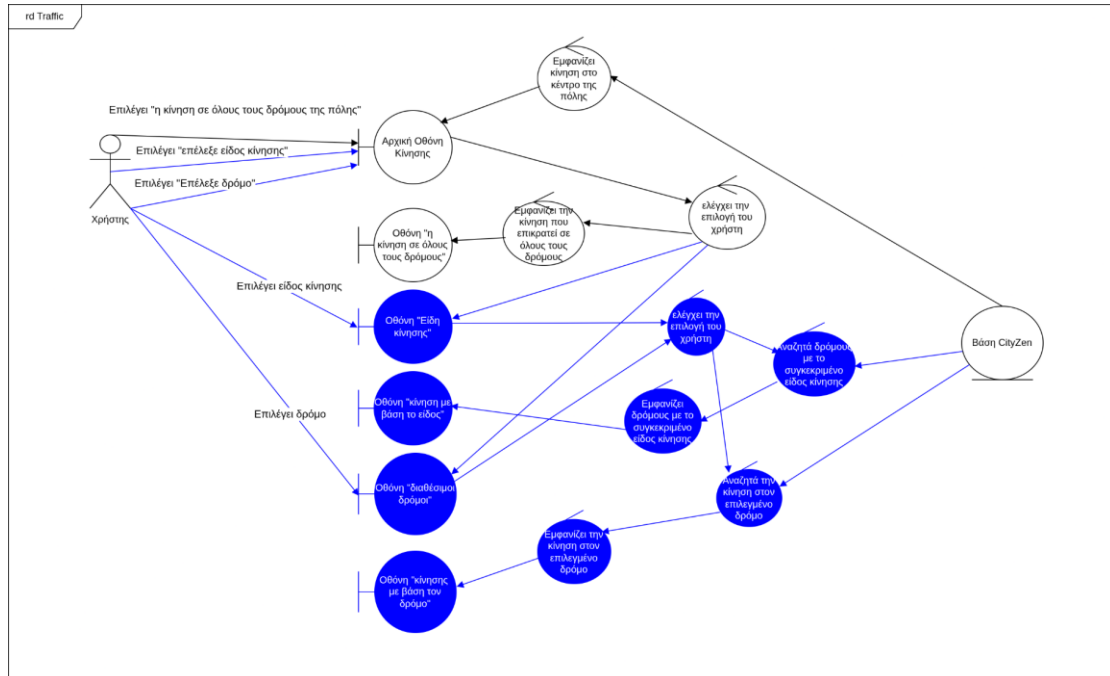 rd Traffic
Εμφανίζει
κίνηση στο
κέντρο της
πόλης
Επιλέγει "η κίνηση σε όλους τους δρόμους της πόλης"
Αρχική Οθόνη
Κίνησης
Επιλέγει "επέλεξε είδος κίνησης"
Επιλέγει "Επέλεξε δρόμο"
Χρήστης
ελέγχει την
επιλογή του
χρήστη
Εμφανίζει την
κίνηση που
επικρατεί σε
όλους τους
δρόμους
Οθόνη "η
κίνηση σε όλους
τους δρόμους"
Επιλέγει είδος κίνησης
Οθόνη "Είδη
κίνησης"
ελέγχει την
επιλογή του
χρήστη
Αναζητά δρόμους
με το
συγκεκριμένο
είδος κίνησης
Βάση CityZen
Οθόνη "κίνηση με
βάση το είδος"
Εμφανίζει
δρόμους με το
συγκεκριμένο
είδος κίνησης
Επιλέγει δρόμο
Οθόνη "διαθέσιμοι
δρόμοι"
Αναζητά την
κίνηση στον
επιλεγμένο
δρόμο
Εμφανίζει την
κίνηση στον
επιλεγμένο
δρόμο
Οθόνη "κίνησης
με βάση τον
δρόμο"